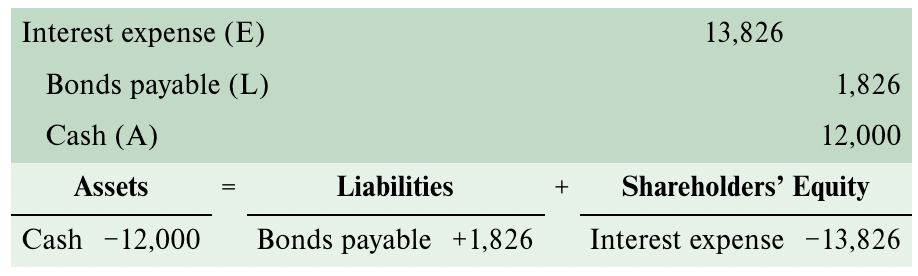 Interest expense (E) 13,826
Bonds payable (L) 1,826
Cash (A) 12,000
Assets = Liabilities + Shareholders’ Equity
Cash −12,000 Bonds payable +1,826 Interest expense −13,826